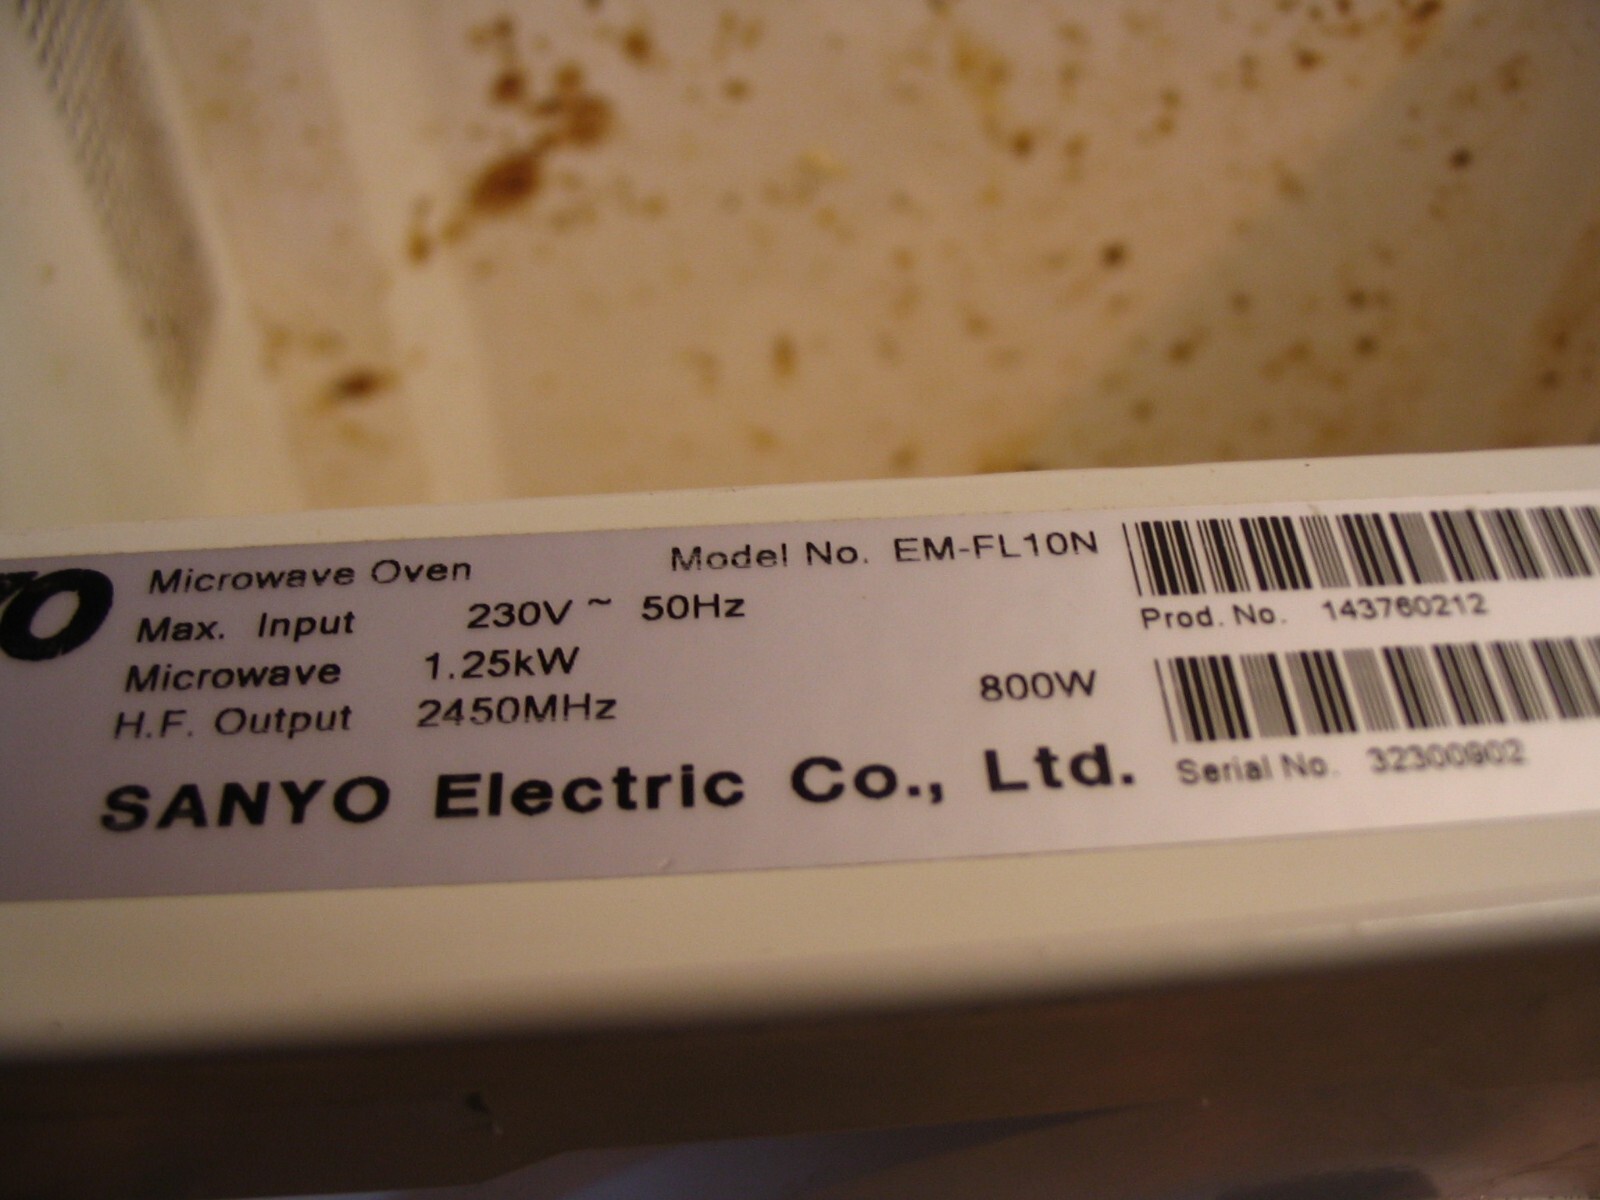 YO
Microwave Oven Model No. EM-FL10N
Max. Input 230V ~ 50Hz
Microwave 1.25kW
H.F. Output 2450MHz 800W
SANYO Electric Co., Ltd.
Prod. No. 143760212
Serial No. 32300902